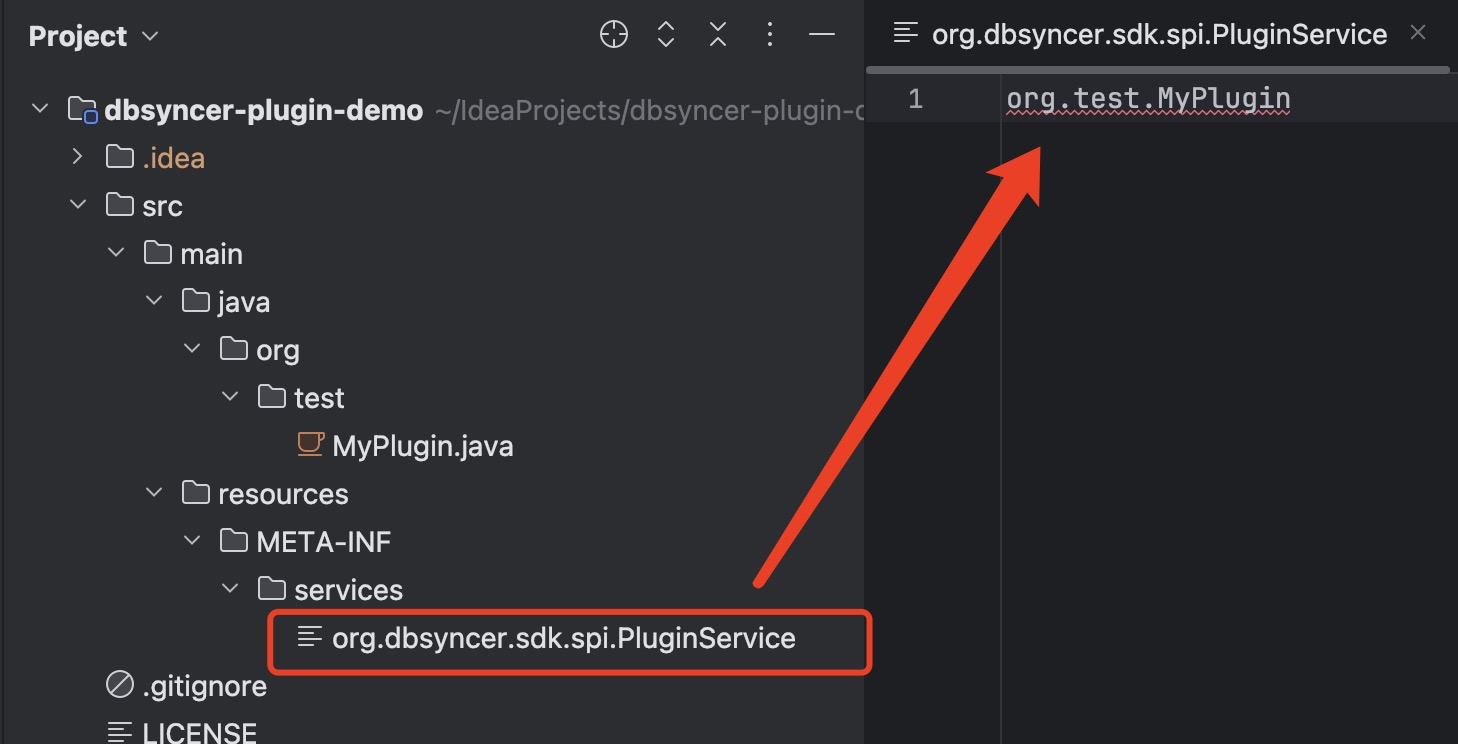 Project
dbsyncer-plugin-demo ~/IdeaProjects/dbsyncer-plugin-d
.idea
src
main
java
org
test
MyPlugin.java
resources
META-INF
services
org.dbsyncer.sdk.spi.PluginService
.gitignore
LICENSE
org.dbsyncer.sdk.spi.PluginService
1 org.test.MyPlugin